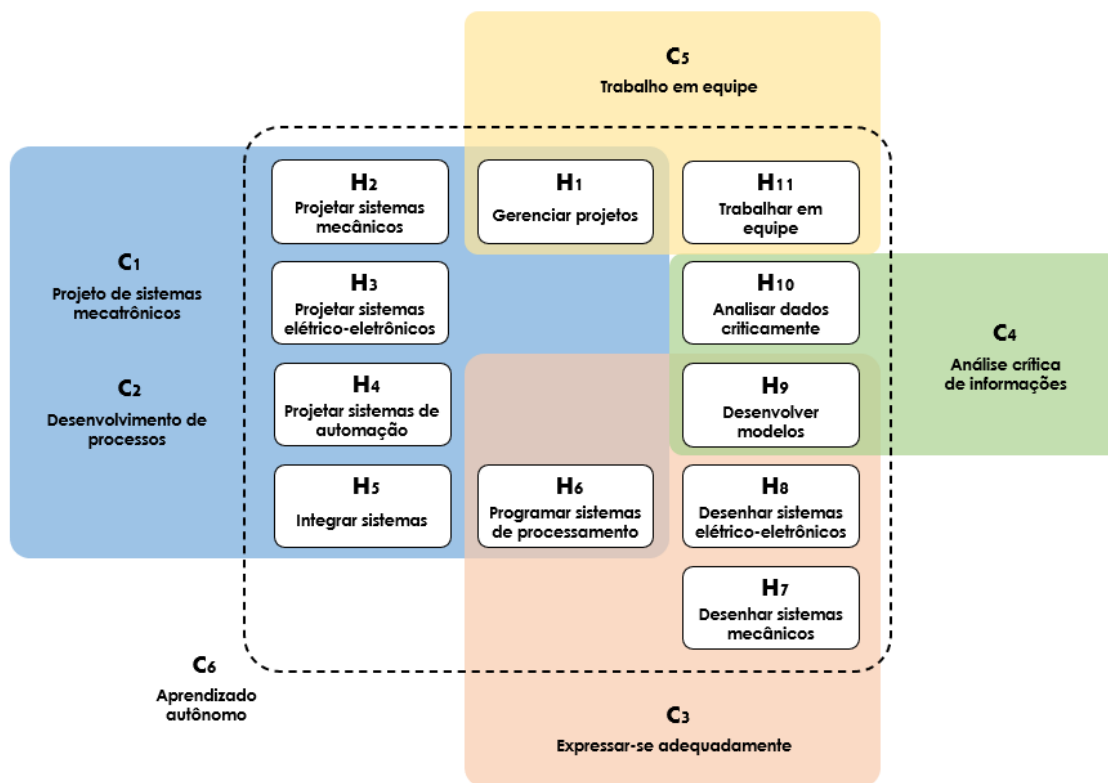 C5
Trabalho em equipe
H2
Projetar sistemas
mecânicos
H1
Gerenciar projetos
H11
Trabalhar em
equipe
C1
Projeto de sistemas
mecatrônicos
H3
Projetar sistemas
elétrico-eletrônicos
H10
Analisar dados
criticamente
C4
Análise crítica
de informações
C2
Desenvolvimento de
processos
H4
Projetar sistemas de
automação
H9
Desenvolver
modelos
H5
Integrar sistemas
H6
Programar sistemas
de processamento
H8
Desenhar sistemas
elétrico-eletrônicos
H7
Desenhar sistemas
mecânicos
C6
Aprendizado
autônomo
C3
Expressar-se adequadamente